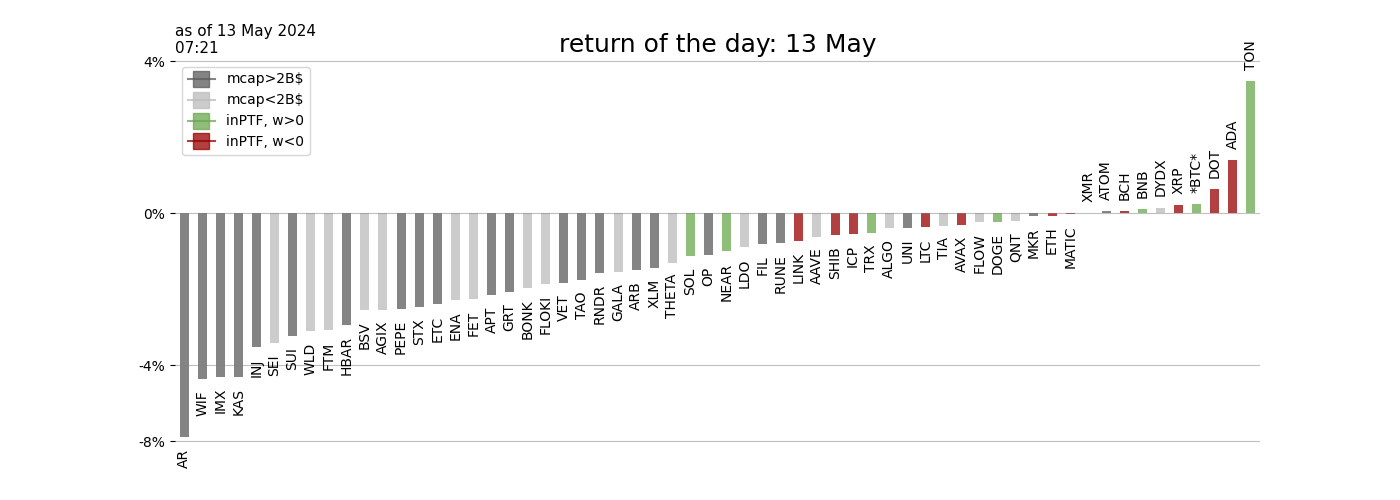 as of 13 May 2024
07:21
return of the day: 13 May
4%
0%
-4%
-8%
mcap>2B$
mcap<2B$
inPTF, w>0
inPTF, w<0
AR
WIF
IMX
KAS
INJ
SEI
SUI
WLD
FTM
HBAR
BSV
AGIX
PEPE
STX
ETC
ENA
FET
APT
GRT
BONK
FLOKI
VET
TAO
RNDR
GALA
ARB
XLM
THETA
SOL
OP
NEAR
LDO
FIL
RUNE
LINK
AAVE
SHIB
ICP
TRX
ALGO
UNI
LTC
TIA
AVAX
FLOW
DOGE
QNT
MKR
ETH
MATIC
XMR
ATOM
BCH
BNB
DYDX
XRP
*BTC*
DOT
ADA
TON